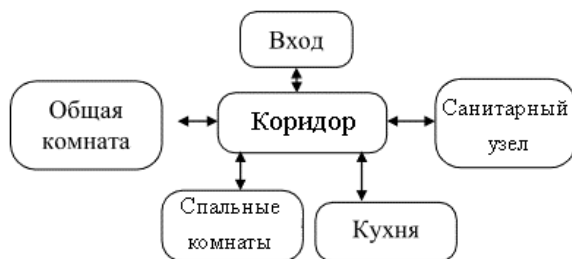 Вход
Общая
комната
Коридор
Санитарный
узел
Спальные
комнаты
Кухня